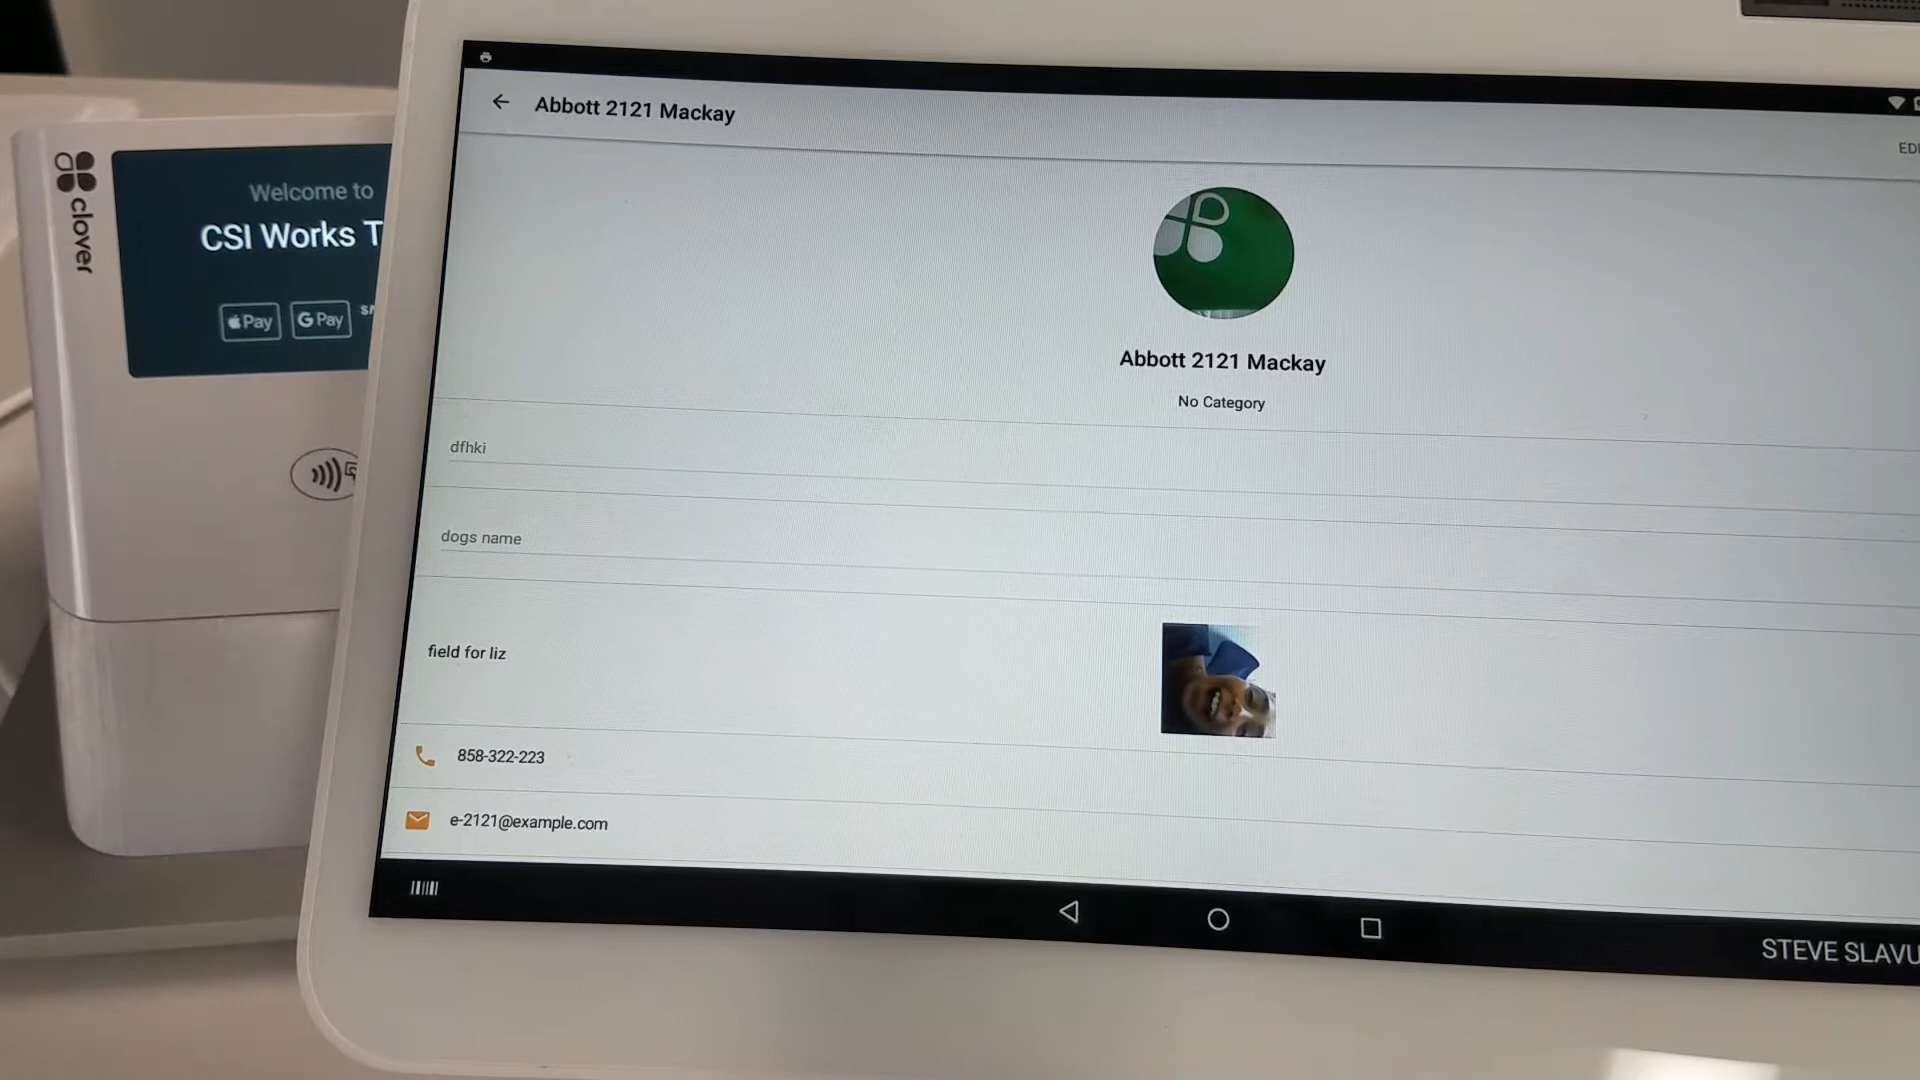 clover
Welcome to
CSI Works T
Pay
G Pay
Abbott 2121 Mackay
Abbott 2121 Mackay
No Category
dfhki
dogs name
field for liz
858-322-223
e-2121@example.com
STEVE SLAVU